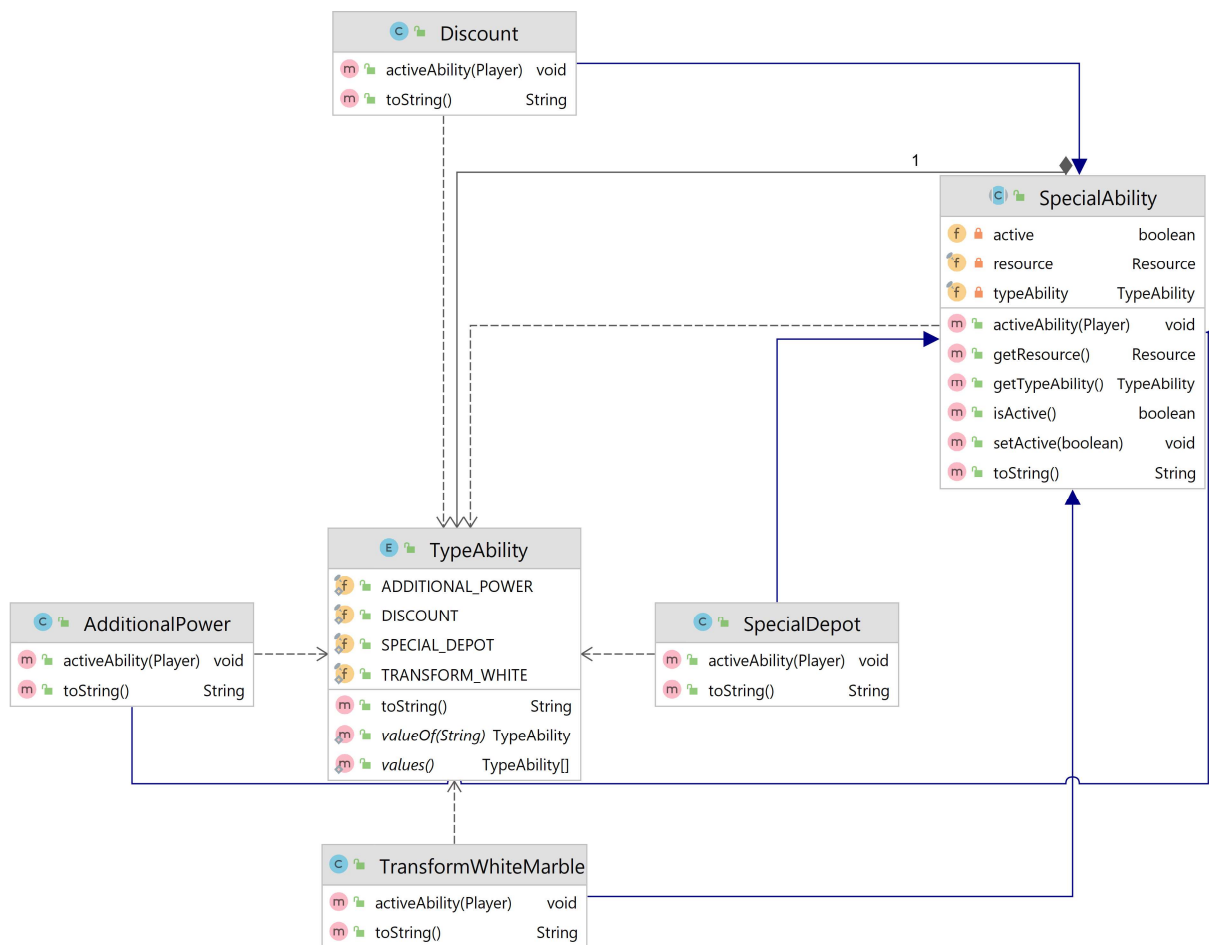 C Discount
m activeAbility(Player) void
m toString() String
1
C SpecialAbility
f active boolean
f resource Resource
f typeAbility TypeAbility
m activeAbility(Player) void
m getResource() Resource
m getTypeAbility() TypeAbility
m isActive() boolean
m setActive(boolean) void
m toString() String
E TypeAbility
f ADDITIONAL_POWER
f DISCOUNT
f SPECIAL_DEPOT
f TRANSFORM_WHITE
m toString() String
m valueOf(String) TypeAbility
m values() TypeAbility[]
C AdditionalPower
m activeAbility(Player) void
m toString() String
C SpecialDepot
m activeAbility(Player) void
m toString() String
C TransformWhiteMarble
m activeAbility(Player) void
m toString() String